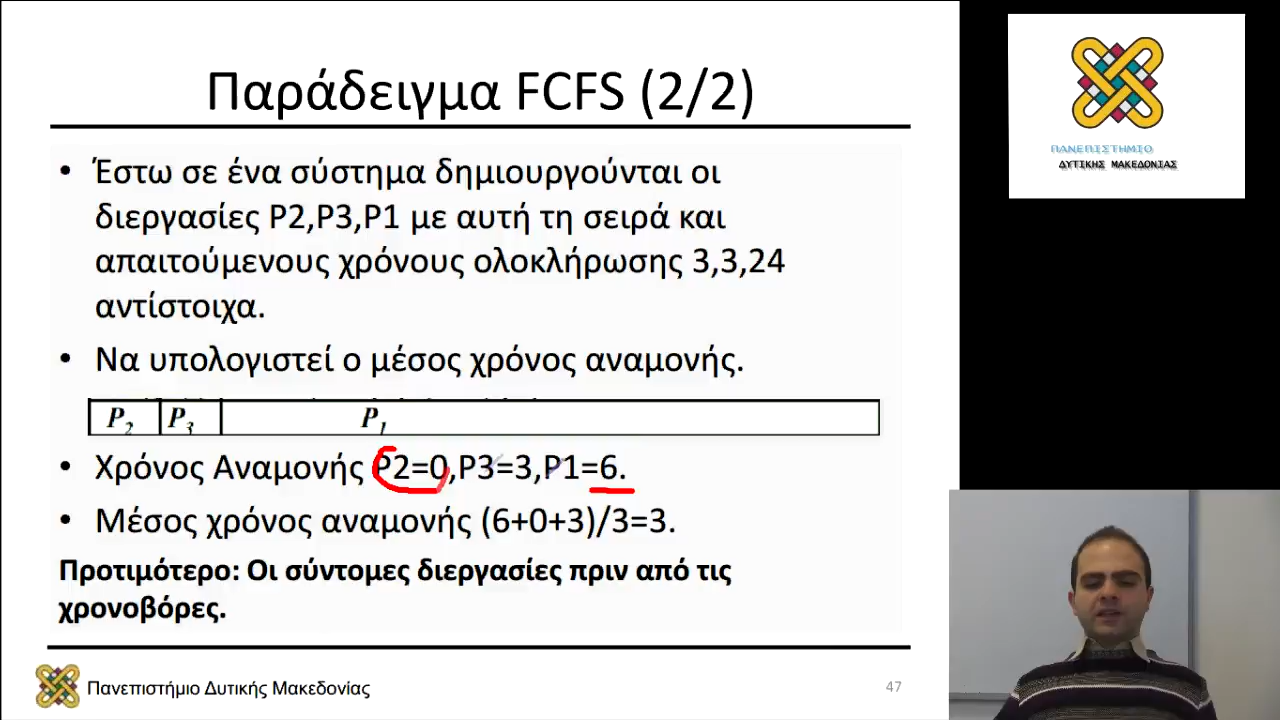 Παράδειγμα FCFS (2/2)
• Έστω σε ένα σύστημα δημιουργούνται οι
διεργασίες P2,P3,P1 με αυτή τη σειρά και
απαιτούμενους χρόνους ολοκλήρωσης 3,3,24
αντίστοιχα.
• Να υπολογιστεί ο μέσος χρόνος αναμονής.
P2 P3 P1
• Χρόνος Αναμονής P2=0,P3=3,P1=6.
• Μέσος χρόνος αναμονής (6+0+3)/3=3.
Προτιμότερο: Οι σύντομες διεργασίες πριν από τις
χρονοβόρες.
Πανεπιστήμιο Δυτικής Μακεδονίας
47
ΠΑΝΕΠΙΣΤΗΜΙΟ
ΔΥΤΙΚΗΣ ΜΑΚΕΔΟΝΙΑΣ